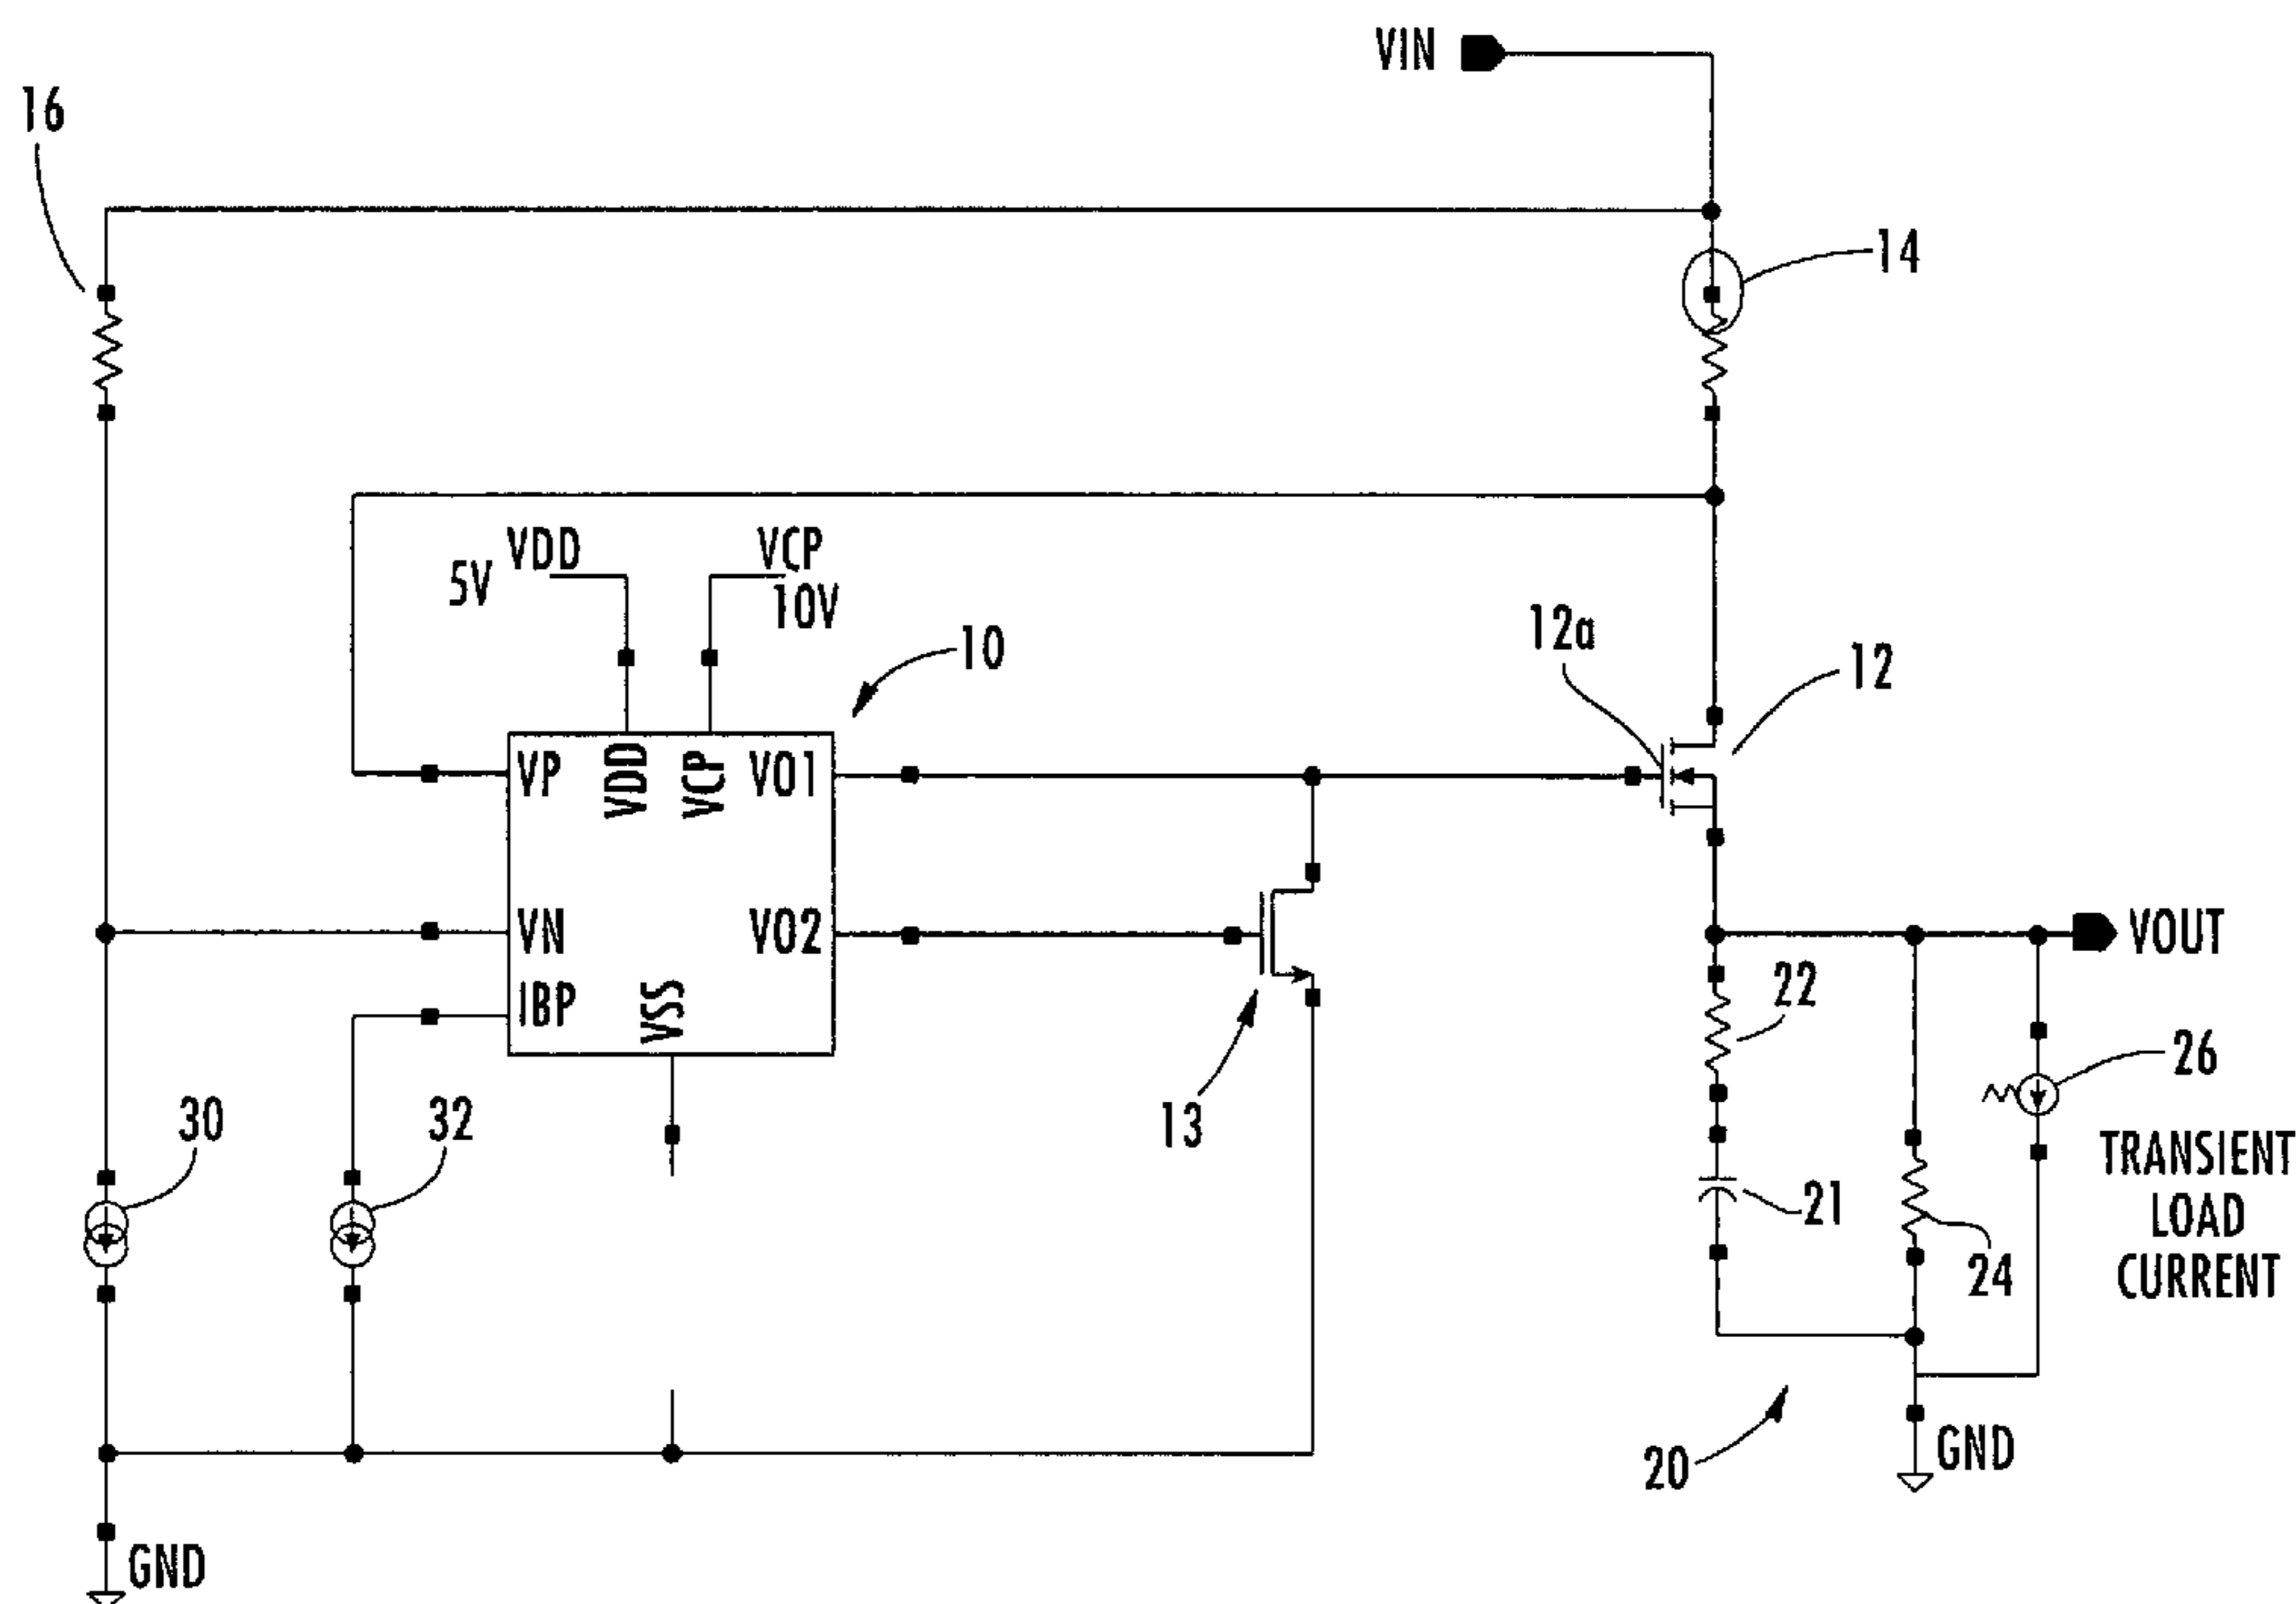 VIN
16
14
VDD
5V
VCP
10V
10
12a
12
VP
VDD
VCP
VO1
VN
VO2
IBP
VSS
VOUT
22
26
13
30
32
TRANSIENT
LOAD
CURRENT
21
24
20
GND
GND